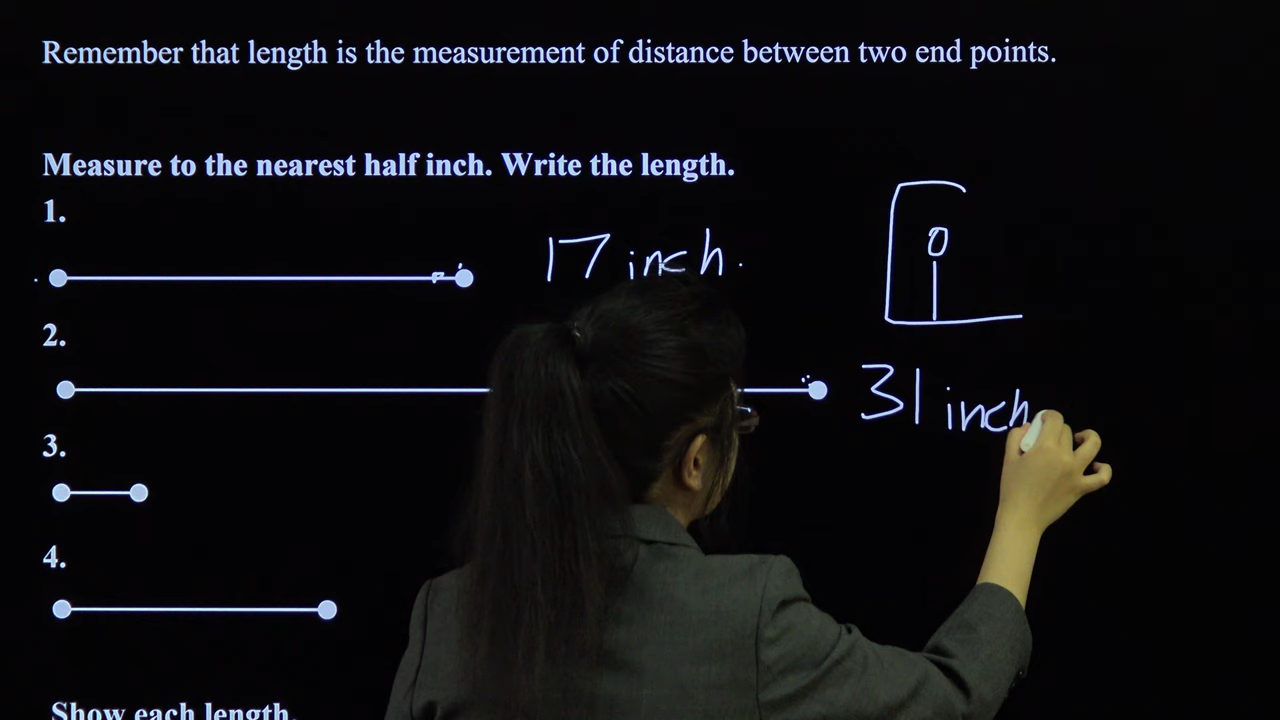 Remember that length is the measurement of distance between two end points.
Measure to the nearest half inch. Write the length.
1.
17 inch.
2.
31 inch
3.
4.
Show each length.